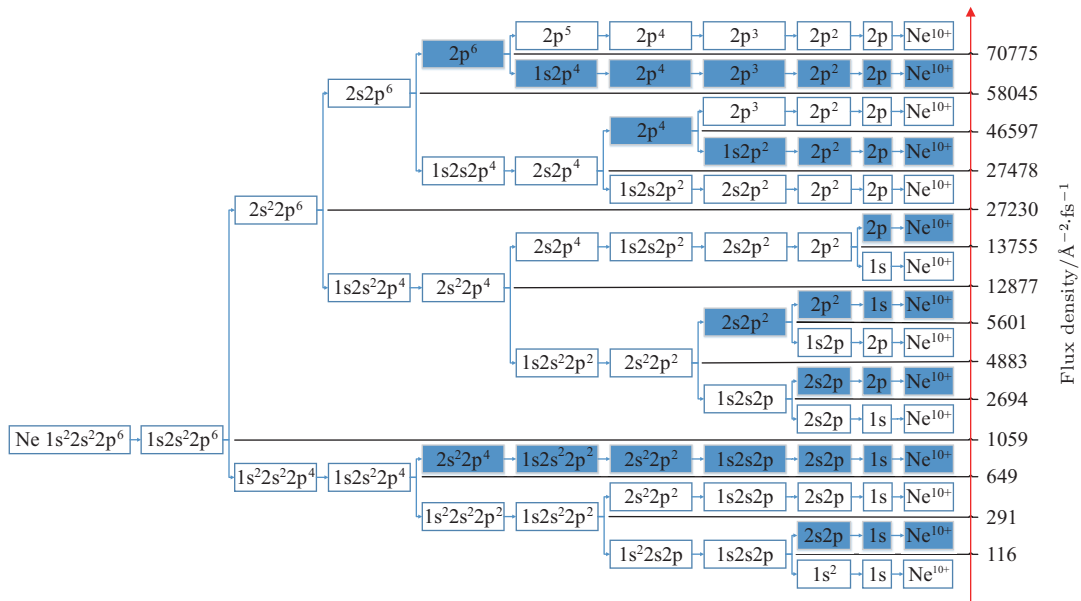 2p⁵ 2p⁴ 2p³ 2p² 2p Ne¹⁰⁺
2p⁶ 70775
1s2p⁴ 2p⁴ 2p³ 2p² 2p Ne¹⁰⁺
2s2p⁶ 58045
2p³ 2p² 2p Ne¹⁰⁺
2p⁴ 46597
1s2p² 2p² 2p Ne¹⁰⁺
1s2s2p⁴ 2s2p⁴ 27478
1s2s2p² 2s2p² 2p² 2p Ne¹⁰⁺
2s²2p⁶ 27230
2p Ne¹⁰⁺
2s2p⁴ 1s2s2p² 2s2p² 2p² 13755
1s Ne¹⁰⁺
1s2s²2p⁴ 2s²2p⁴ 12877
2p² 1s Ne¹⁰⁺
2s2p² 5601
1s2p 2p Ne¹⁰⁺
1s2s²2p² 2s²2p² 4883
2s2p 2p Ne¹⁰⁺
1s2s2p 2694
2s2p 1s Ne¹⁰⁺
Ne 1s²2s²2p⁶ 1s2s²2p⁶ 1059
2s²2p⁴ 1s2s²2p² 2s²2p² 1s2s2p 2s2p 1s Ne¹⁰⁺
1s²2s²2p⁴ 1s2s²2p⁴ 649
2s²2p² 1s2s2p 2s2p 1s Ne¹⁰⁺
1s²2s²2p² 1s2s²2p² 291
2s2p 1s Ne¹⁰⁺
1s²2s2p 1s2s2p 116
1s² 1s Ne¹⁰⁺
Flux density/Å⁻²·fs⁻¹